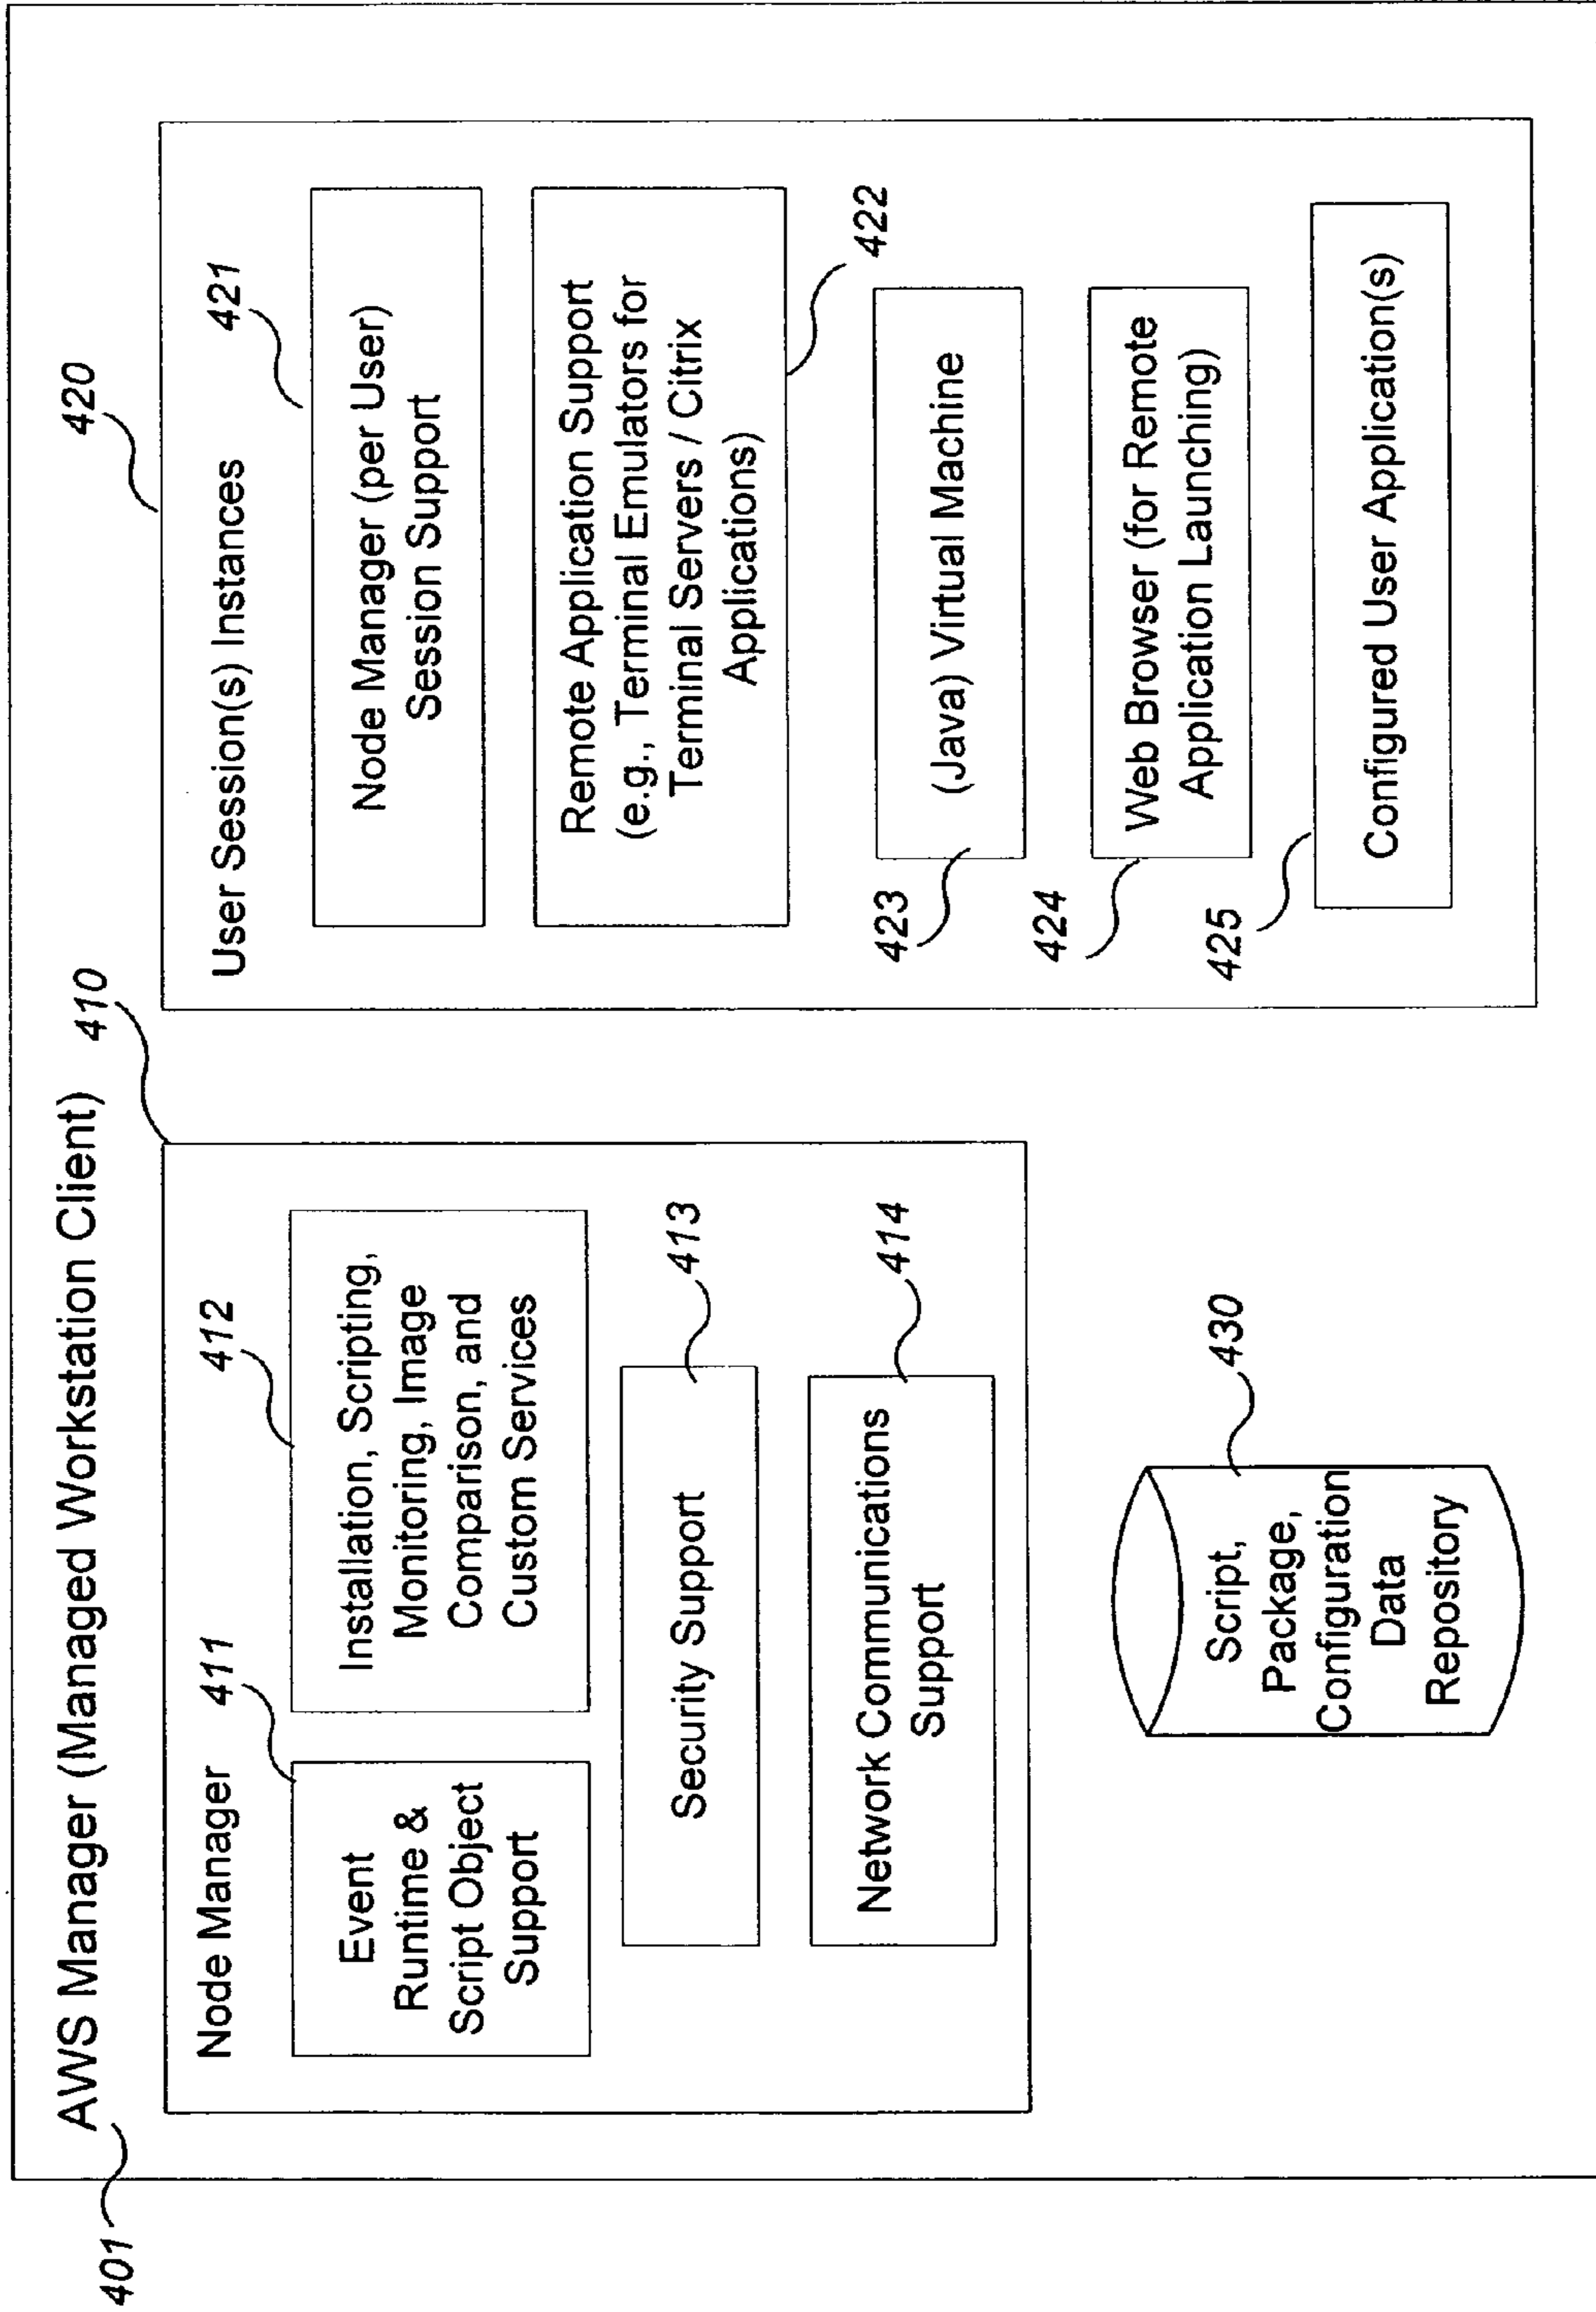 401
AWS Manager (Managed Workstation Client)
410
Node Manager
411
Event
Runtime &
Script Object
Support
412
Installation, Scripting,
Monitoring, Image
Comparison, and
Custom Services
Security Support
413
Network Communications
Support
414
Script,
Package,
Configuration
Data
Repository
430
420
User Session(s) Instances
421
Node Manager (per User)
Session Support
Remote Application Support
(e.g., Terminal Emulators for
Terminal Servers / Citrix
Applications)
422
423
(Java) Virtual Machine
424
Web Browser (for Remote
Application Launching)
425
Configured User Application(s)